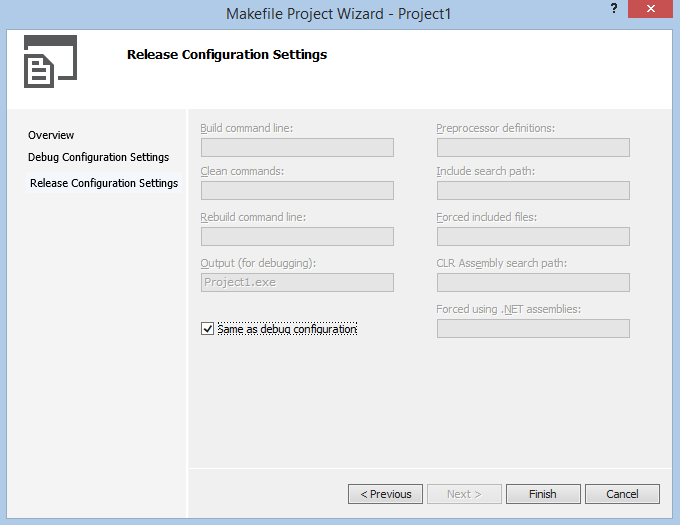 Makefile Project Wizard - Project1
?
Release Configuration Settings
Overview
Debug Configuration Settings
Release Configuration Settings
Build command line:
Clean commands:
Rebuild command line:
Output (for debugging):
Project1.exe
Same as debug configuration
Preprocessor definitions:
Include search path:
Forced included files:
CLR Assembly search path:
Forced using .NET assemblies:
< Previous
Next >
Finish
Cancel